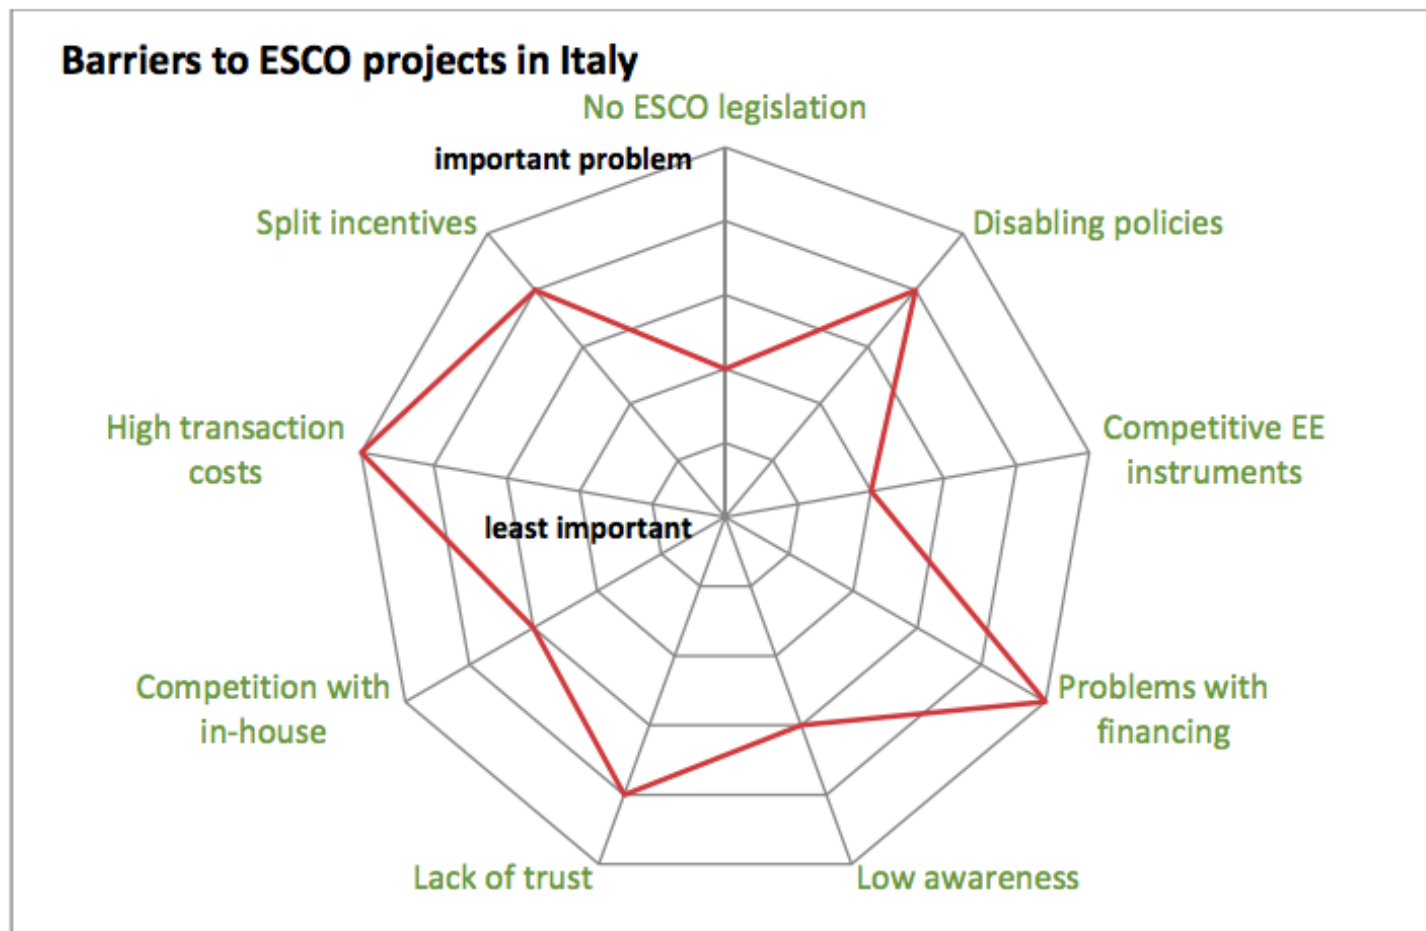 Barriers to ESCO projects in Italy
No ESCO legislation
important problem
Split incentives
Disabling policies
High transaction
costs
Competitive EE
instruments
least important
Competition with
in-house
Problems with
financing
Lack of trust
Low awareness